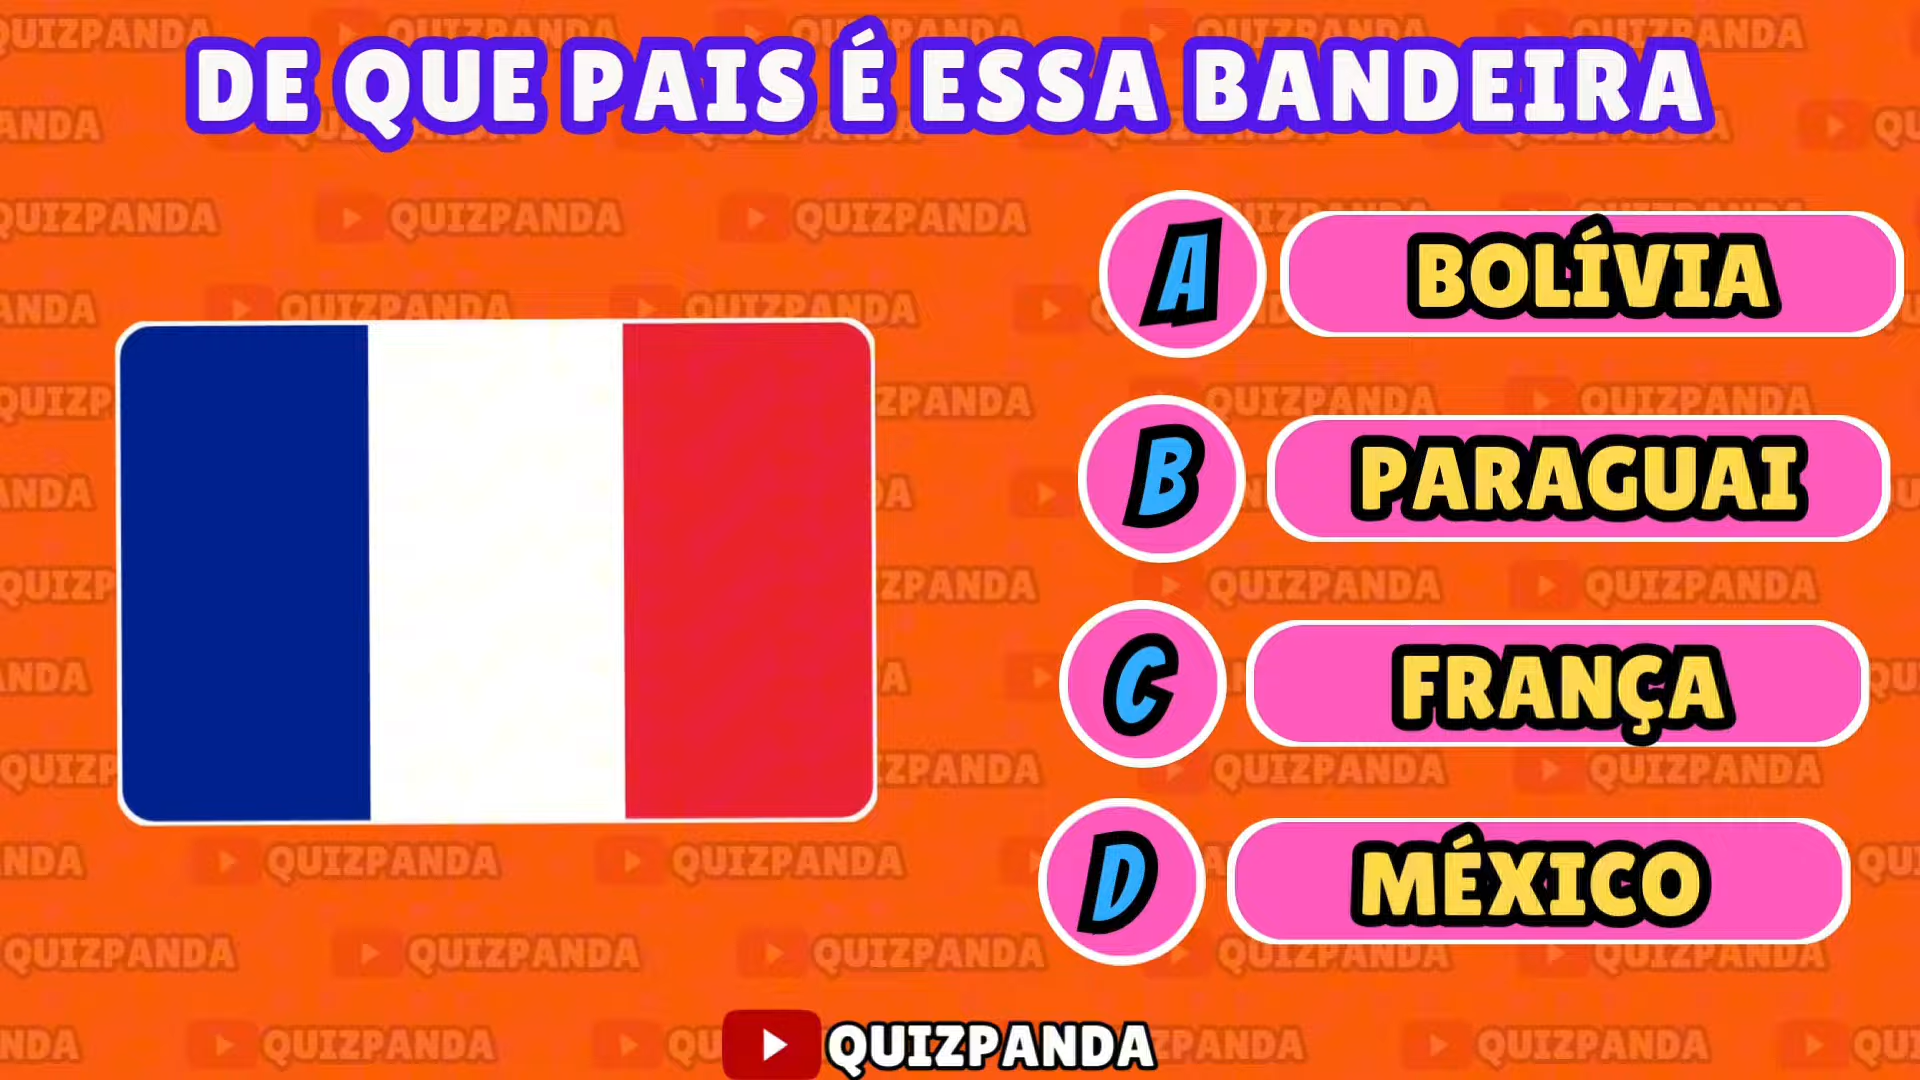 DE QUE PAIS É ESSA BANDEIRA
A BOLÍVIA
B PARAGUAI
C FRANÇA
D MÉXICO
QUIZPANDA